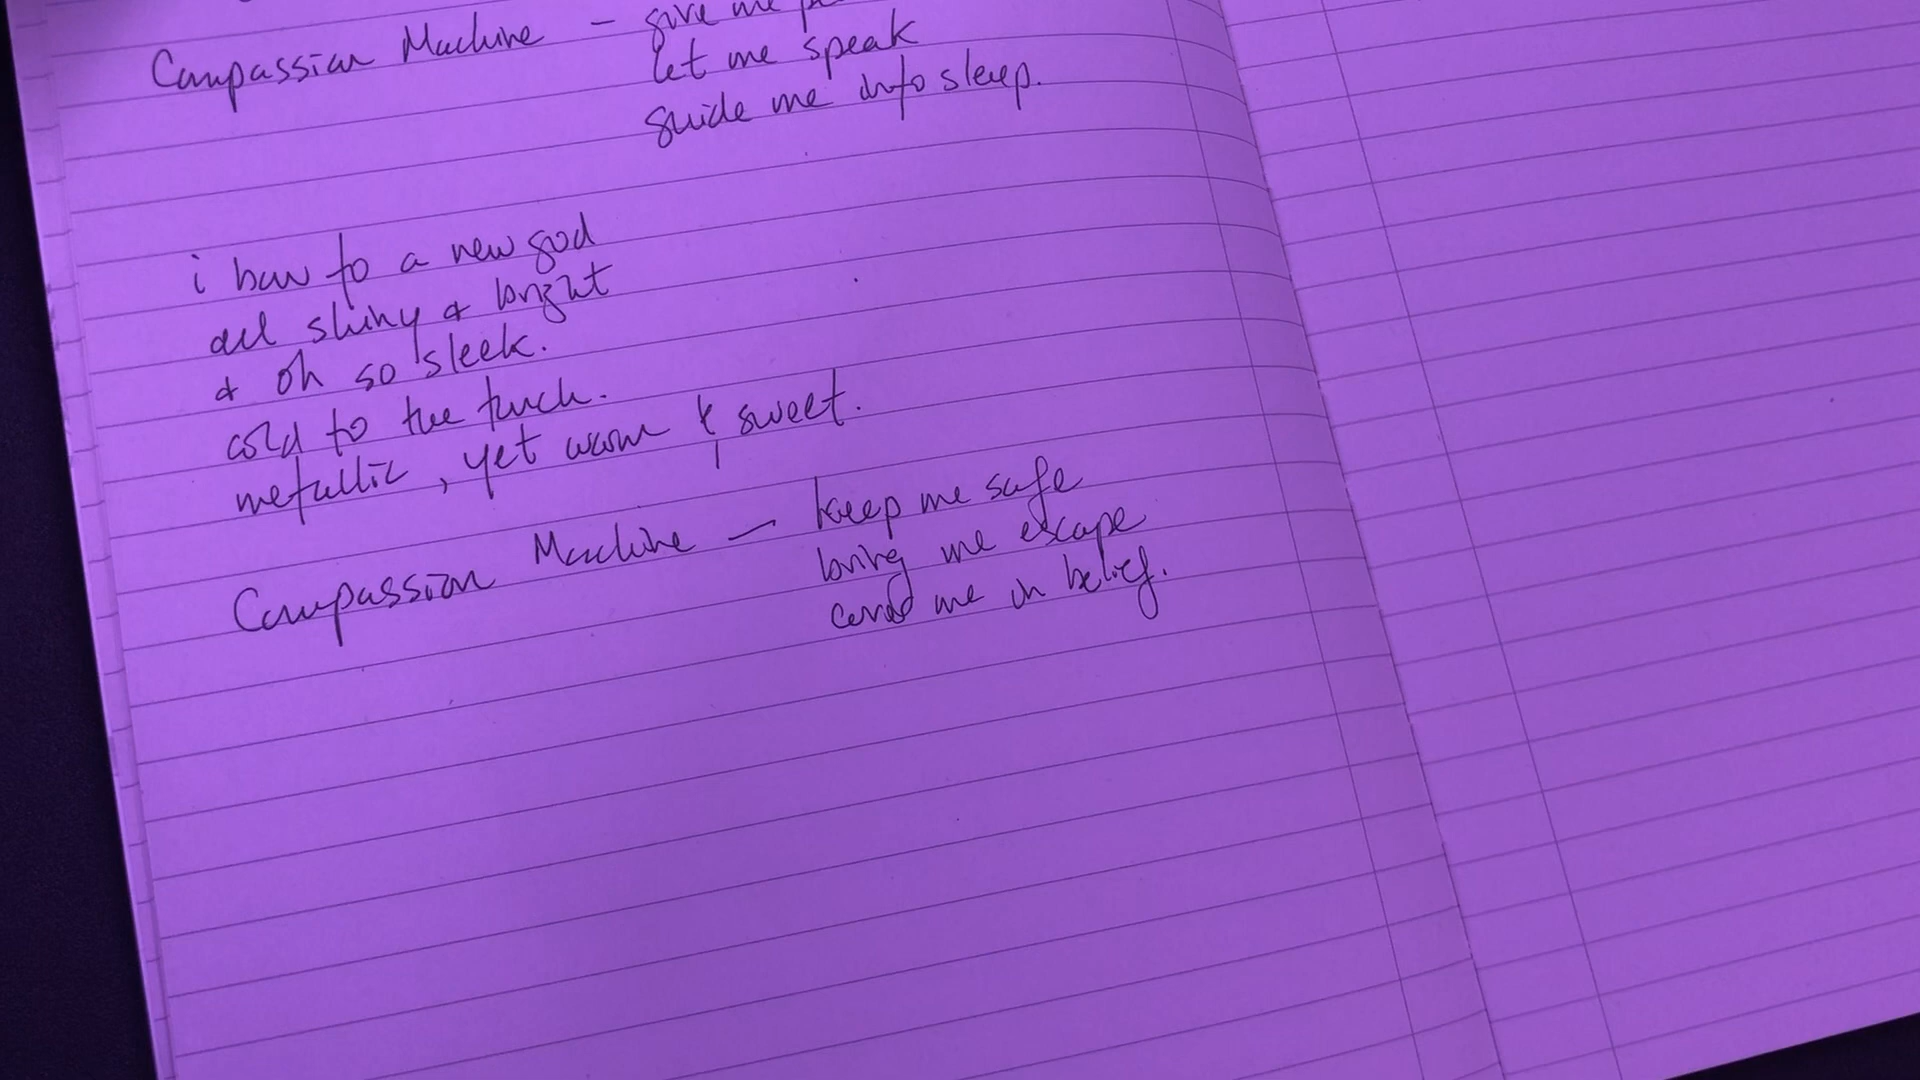 Compassion Machine – give me
let me speak
guide me into sleep.
i bow to a new god
all shiny & bright
& oh so sleek.
cold to the touch.
metallic, yet warm & sweet.
Compassion Machine – keep me safe
bring me escape
me in belief.